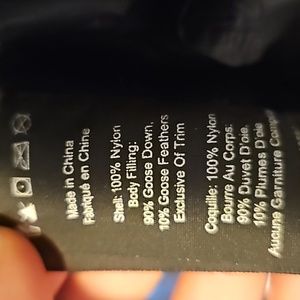 Made in China
Fabriqué en Chine
Shell: 100% Nylon
Body Filling:
90% Goose Down,
10% Goose Feathers
Exclusive Of Trim
Coquille: 100% Nylon
Bourre Au Corps:
90% Duvet D'oie,
10% Plumes D'oie
Aucune Garniture